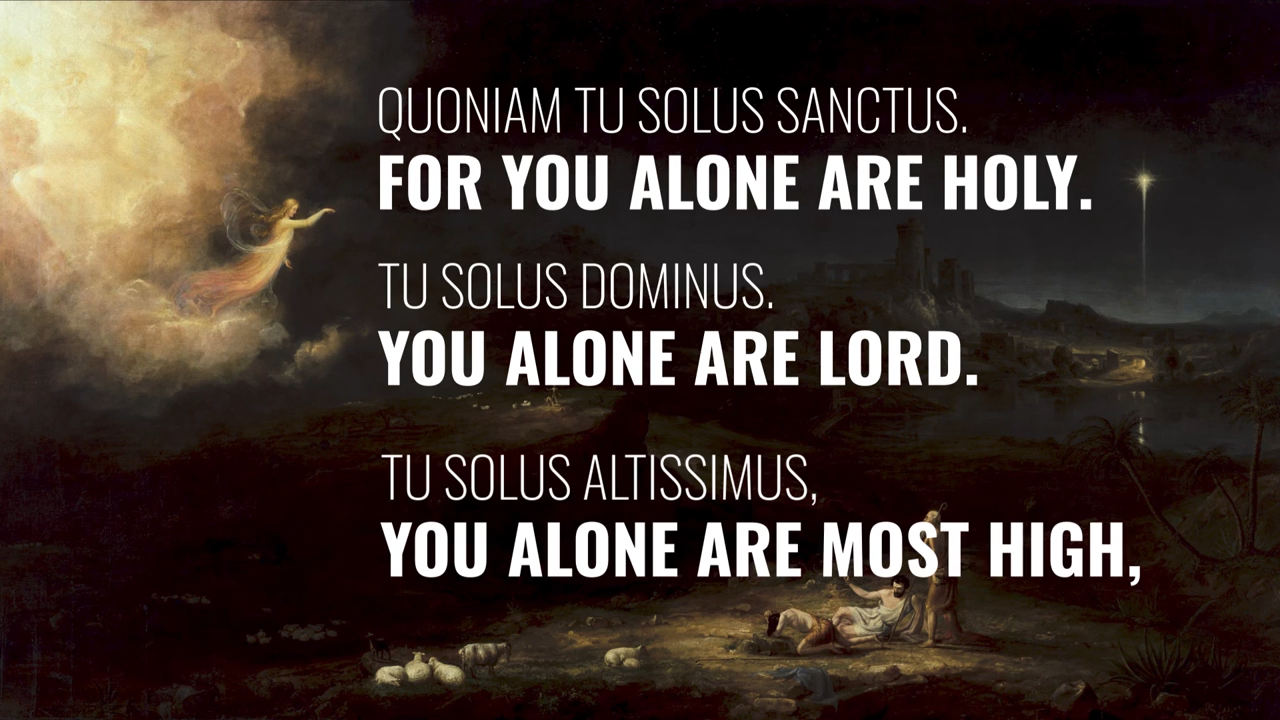 QUONIAM TU SOLUS SANCTUS.
FOR YOU ALONE ARE HOLY.
TU SOLUS DOMINUS.
YOU ALONE ARE LORD.
TU SOLUS ALTISSIMUS,
YOU ALONE ARE MOST HIGH,